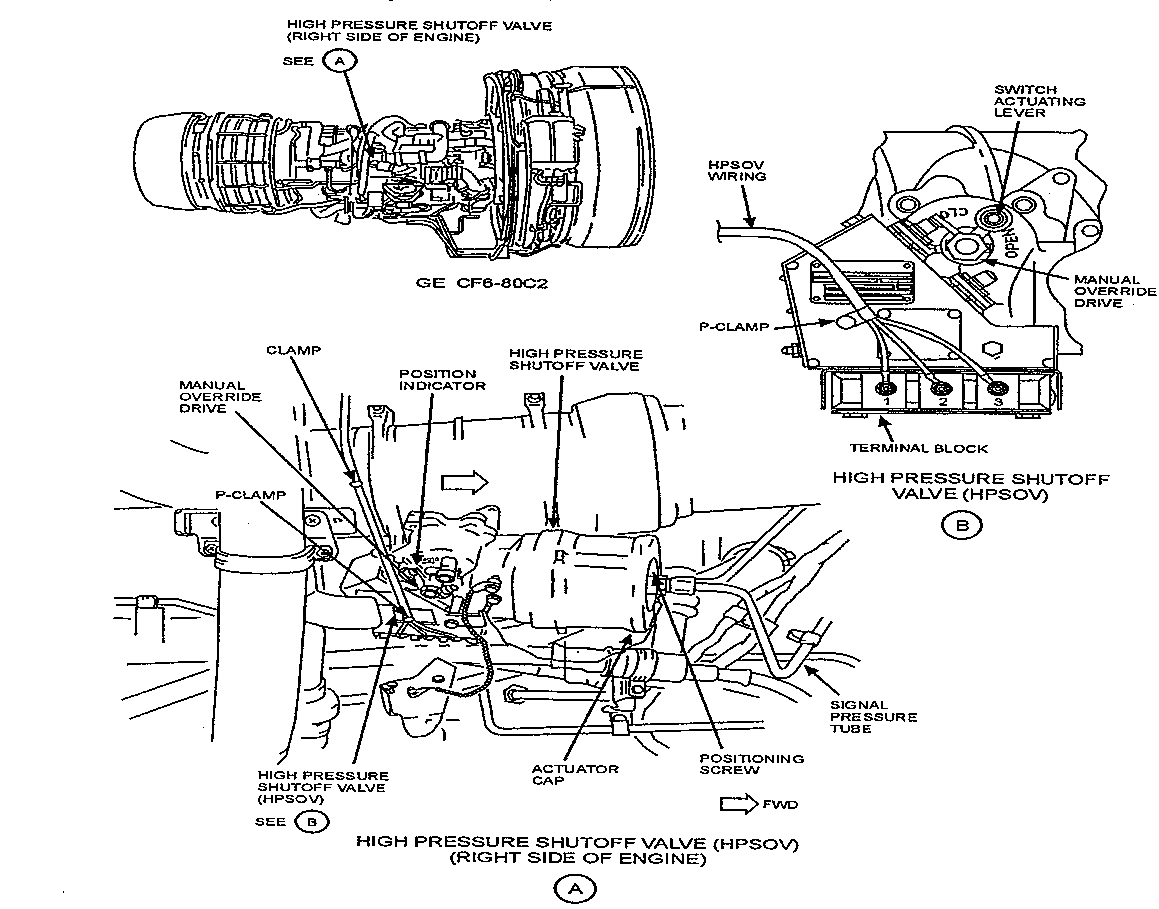 HIGH PRESSURE SHUTOFF VALVE
(RIGHT SIDE OF ENGINE)
SEE A
GE CF6-80C2
SWITCH
ACTUATING
LEVER
HPSOV
WIRING
CLO
OPEN
MANUAL
OVERRIDE
DRIVE
P-CLAMP
1 2 3
TERMINAL BLOCK
HIGH PRESSURE SHUTOFF
VALVE (HPSOV)
B
CLAMP
MANUAL
OVERRIDE
DRIVE
POSITION
INDICATOR
HIGH PRESSURE
SHUTOFF VALVE
P-CLAMP
SIGNAL
PRESSURE
TUBE
POSITIONING
SCREW
ACTUATOR
CAP
HIGH PRESSURE
SHUTOFF VALVE
(HPSOV)
SEE B
FWD
HIGH PRESSURE SHUTOFF VALVE (HPSOV)
(RIGHT SIDE OF ENGINE)
A